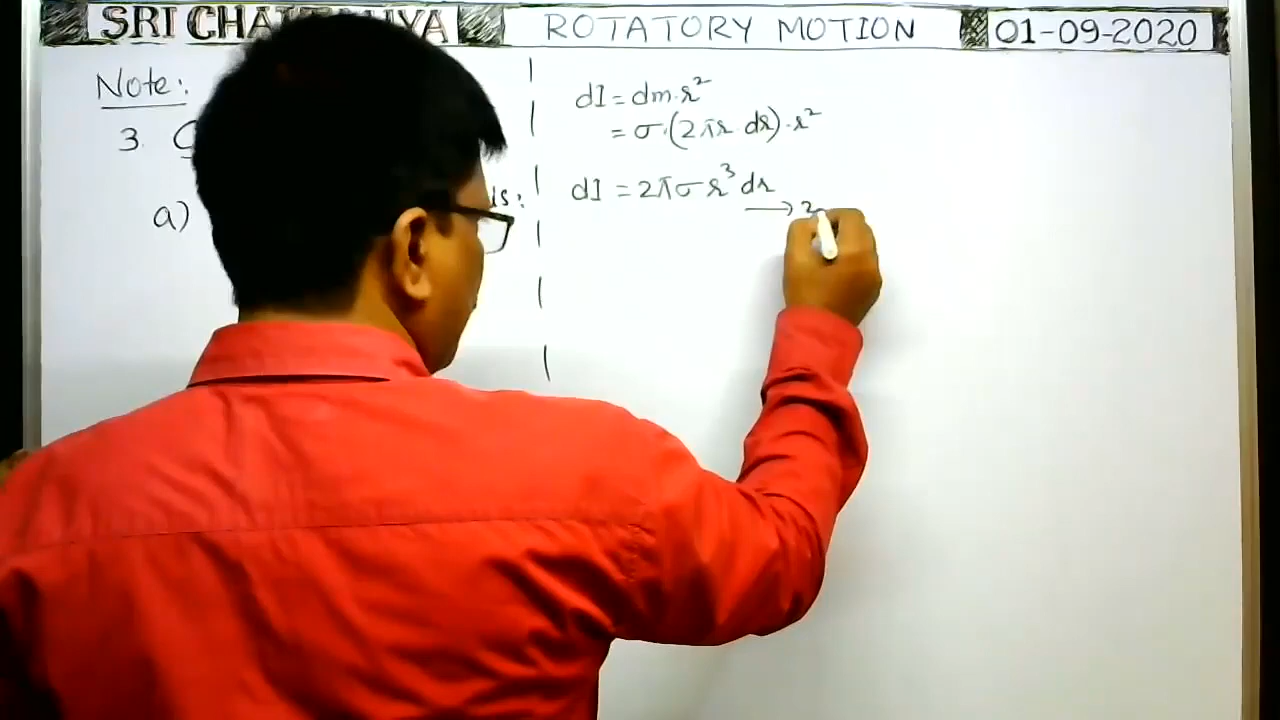 SRI CHAITANYA ROTATORY MOTION 01-09-2020
Note:
3.
a)
dI = dm·r²
= σ·(2πr dr)·r²
dI = 2πσ r³ dr
→